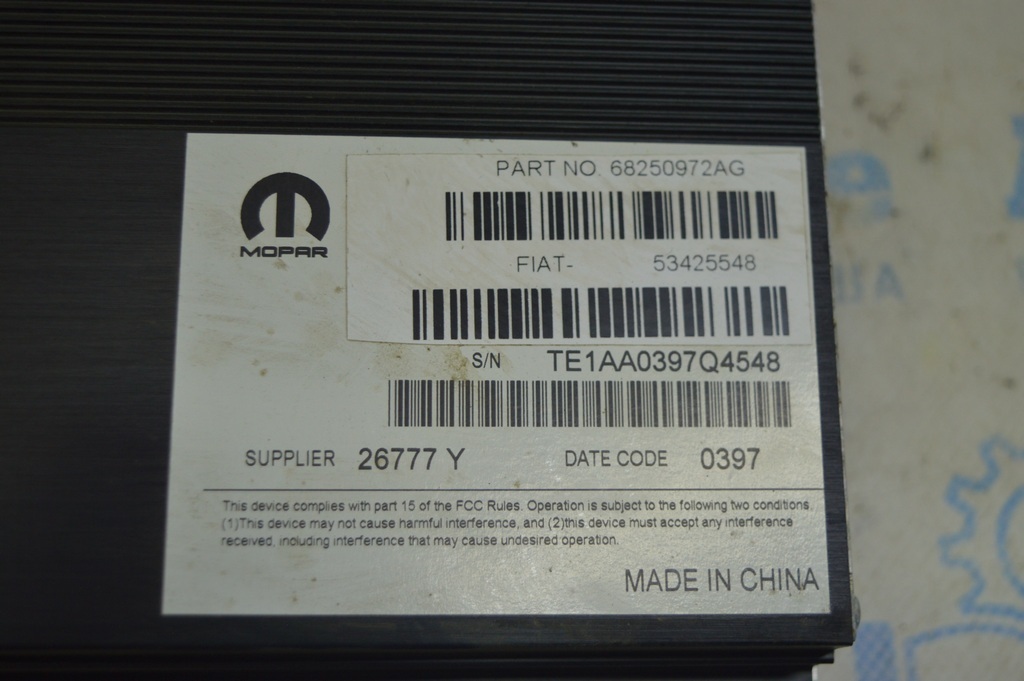 PART NO. 68250972AG
MOPAR
FIAT- 53425548
S/N TE1AA0397Q4548
SUPPLIER 26777 Y DATE CODE 0397
This device complies with part 15 of the FCC Rules. Operation is subject to the following two conditions.
(1)This device may not cause harmful interference, and (2)this device must accept any interference
received, including interference that may cause undesired operation.
MADE IN CHINA